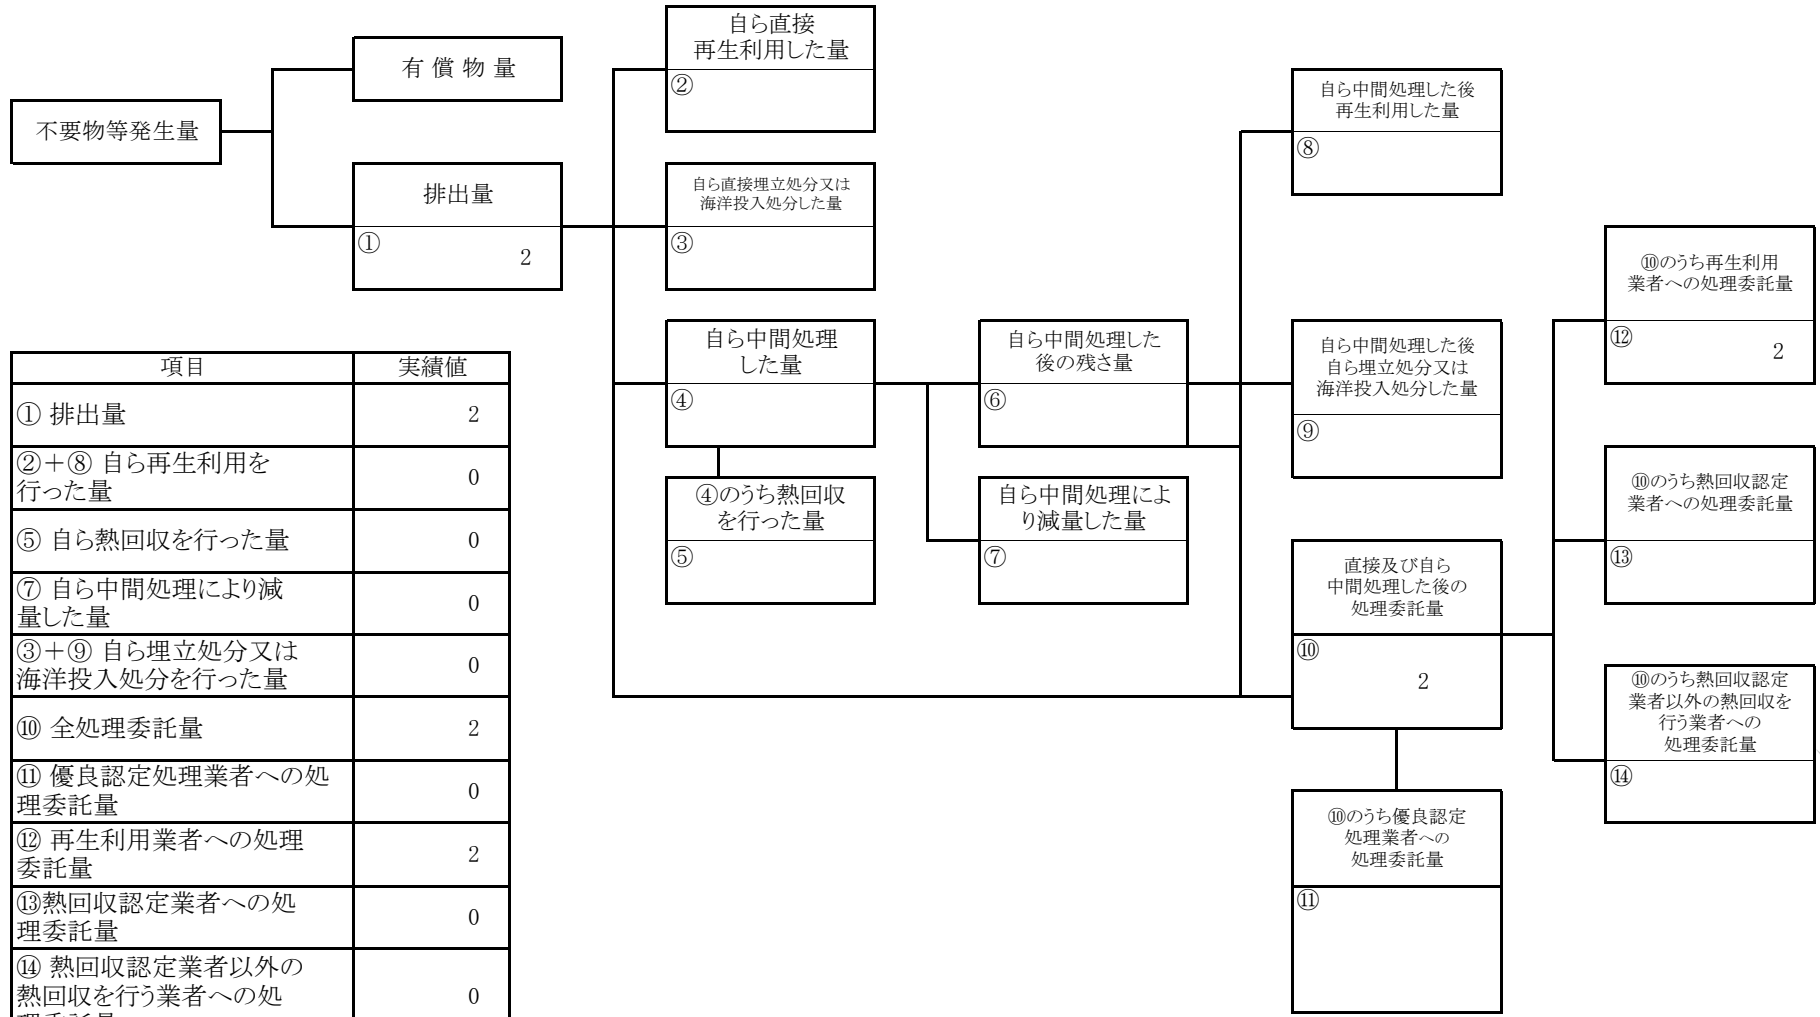 不要物等発生量
有 償 物 量
排出量
①
2
自ら直接
再生利用した量
②
自ら直接埋立処分又は
海洋投入処分した量
③
自ら中間処理
した量
④
④のうち熱回収
を行った量
⑤
自ら中間処理した
後の残さ量
⑥
自ら中間処理によ
り減量した量
⑦
自ら中間処理した後
再生利用した量
⑧
自ら中間処理した後
自ら埋立処分又は
海洋投入処分した量
⑨
直接及び自ら
中間処理した後の
処理委託量
⑩
2
⑩のうち優良認定
処理業者への
処理委託量
⑪
⑩のうち再生利用
業者への処理委託量
⑫
2
⑩のうち熱回収認定
業者への処理委託量
⑬
⑩のうち熱回収認定
業者以外の熱回収を
行う業者への
処理委託量
⑭
項目 実績値
① 排出量 2
②+⑧ 自ら再生利用を
行った量 0
⑤ 自ら熱回収を行った量 0
⑦ 自ら中間処理により減
量した量 0
③+⑨ 自ら埋立処分又は
海洋投入処分を行った量 0
⑩ 全処理委託量 2
⑪ 優良認定処理業者への処
理委託量 0
⑫ 再生利用業者への処理
委託量 2
⑬熱回収認定業者への処
理委託量 0
⑭ 熱回収認定業者以外の
熱回収を行う業者への処 0